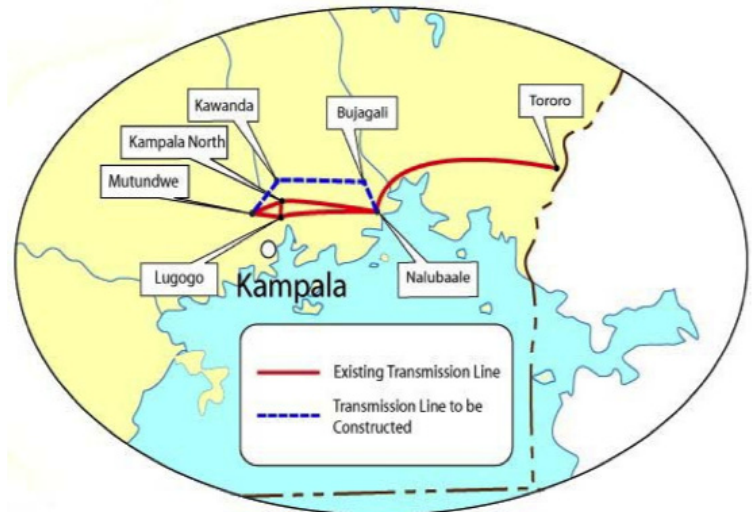 Kawanda
Bujagali
Tororo
Kampala North
Mutundwe
Lugogo
Kampala
Nalubaale
Existing Transmission Line
Transmission Line to be
Constructed